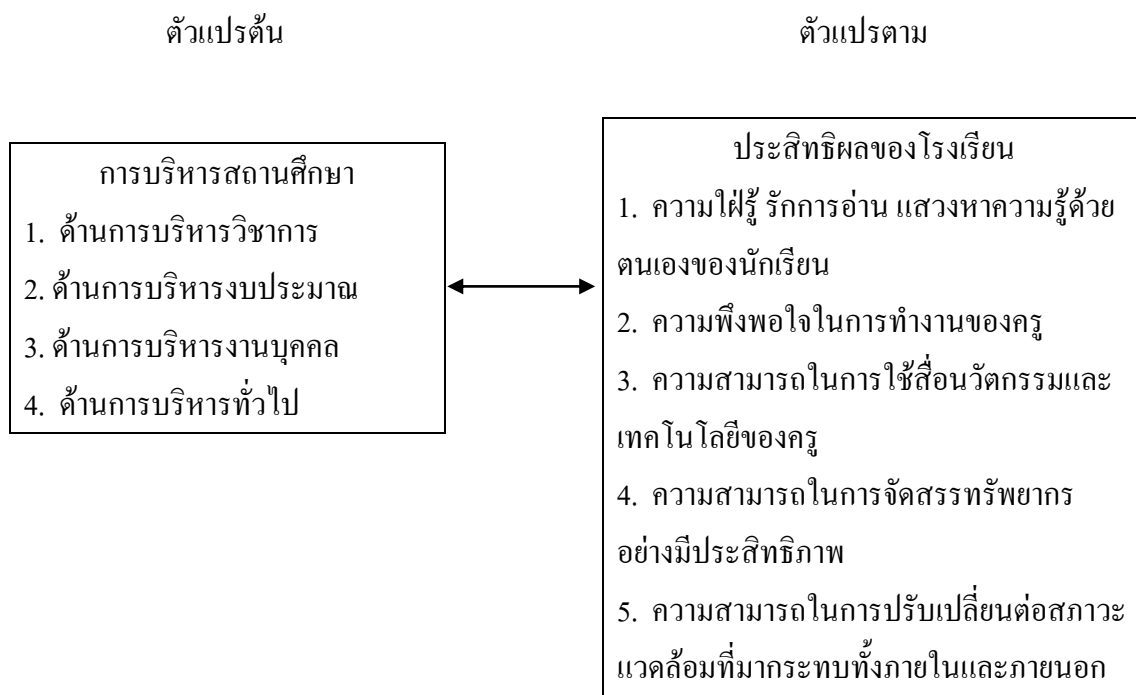 ตัวแปรต้น
ตัวแปรตาม
การบริหารสถานศึกษา
1. ด้านการบริหารวิชาการ
2. ด้านการบริหารงบประมาณ
3. ด้านการบริหารงานบุคคล
4. ด้านการบริหารทั่วไป
ประสิทธิผลของโรงเรียน
1. ความใฝ่รู้ รักการอ่าน แสวงหาความรู้ด้วย
ตนเองของนักเรียน
2. ความพึงพอใจในการทำงานของครู
3. ความสามารถในการใช้สื่อนวัตกรรมและ
เทคโนโลยีของครู
4. ความสามารถในการจัดสรรทรัพยากร
อย่างมีประสิทธิภาพ
5. ความสามารถในการปรับเปลี่ยนต่อสภาวะ
แวดล้อมที่มากระทบทั้งภายในและภายนอก